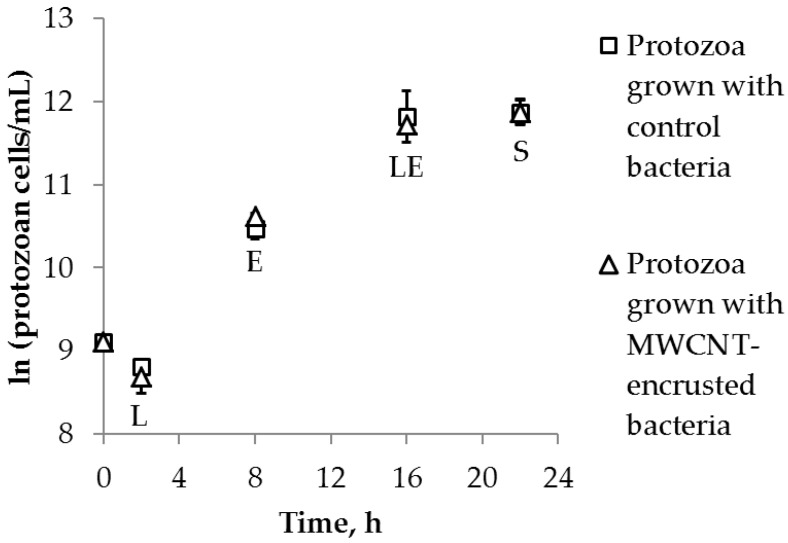 13
12
11
10
9
8
ln (protozoan cells/mL)
L
E
LE
S
0 4 8 12 16 20 24
Time, h
Protozoa
grown with
control
bacteria
Protozoa
grown with
MWCNT-
encrusted
bacteria